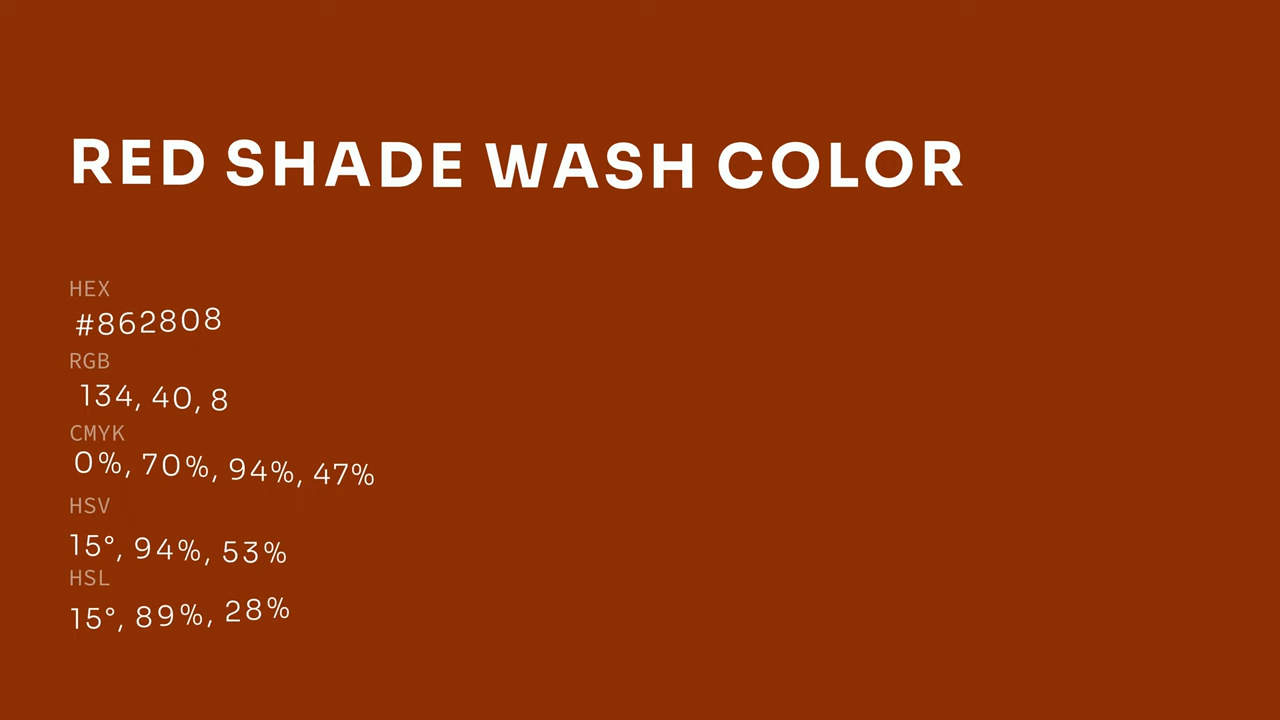 RED SHADE WASH COLOR
HEX
#862808
RGB
134, 40, 8
CMYK
0%, 70%, 94%, 47%
HSV
15°, 94%, 53%
HSL
15°, 89%, 28%